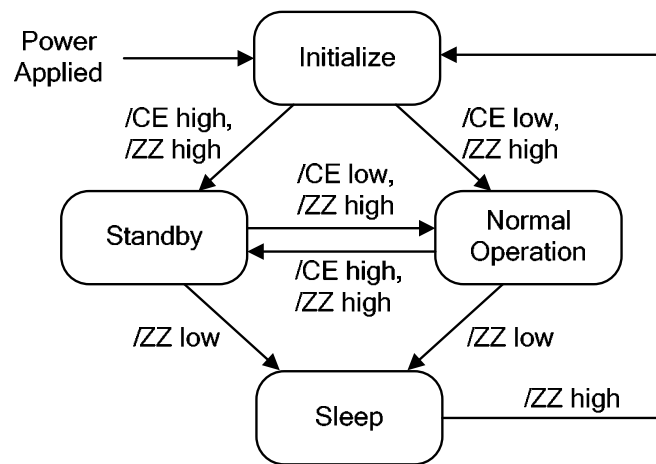 Power
Applied
Initialize
/CE high,
/ZZ high
/CE low,
/ZZ high
Standby
/CE low,
/ZZ high
Normal
Operation
/CE high,
/ZZ high
/ZZ low
/ZZ low
Sleep
/ZZ high